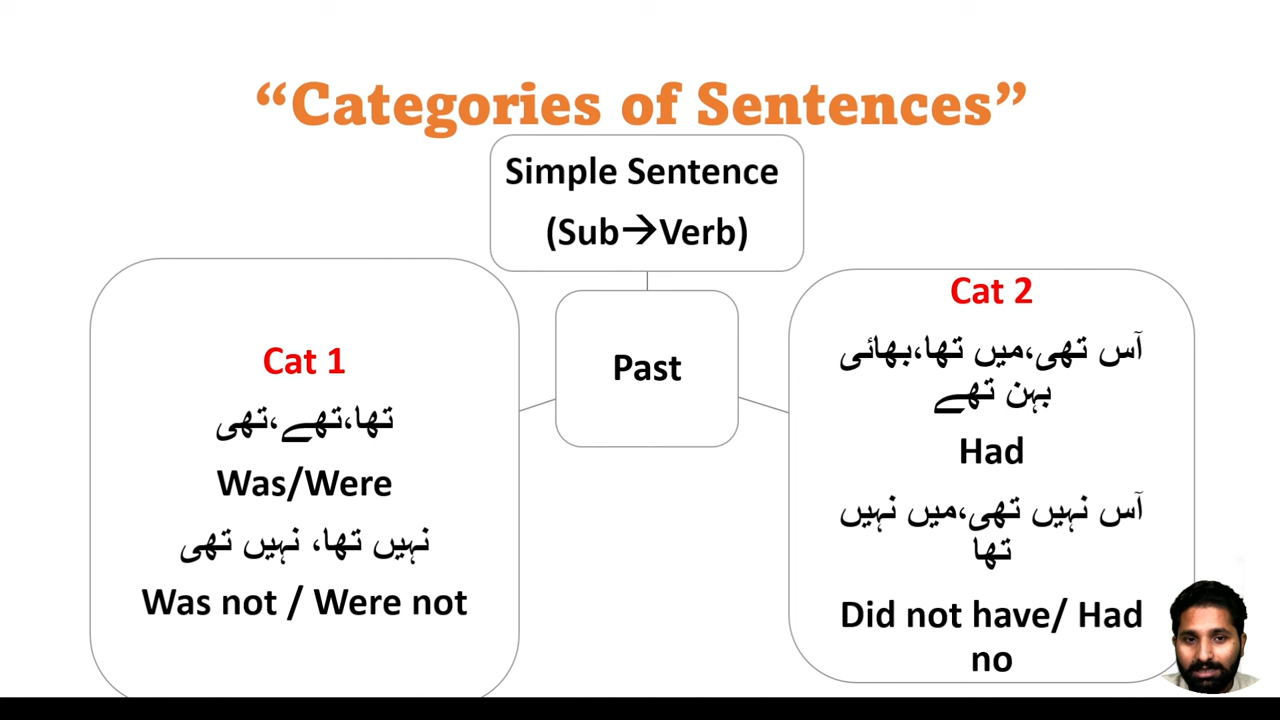 “Categories of Sentences”
Simple Sentence
(Sub→Verb)
Past
Cat 1
تھا،تھے،تھی
Was/Were
نہیں تھا، نہیں تھی
Was not / Were not
Cat 2
آس تھی،میں تھا،بھائی
بہن تھے
Had
آس نہیں تھی،میں نہیں
تھا
Did not have/ Had
no